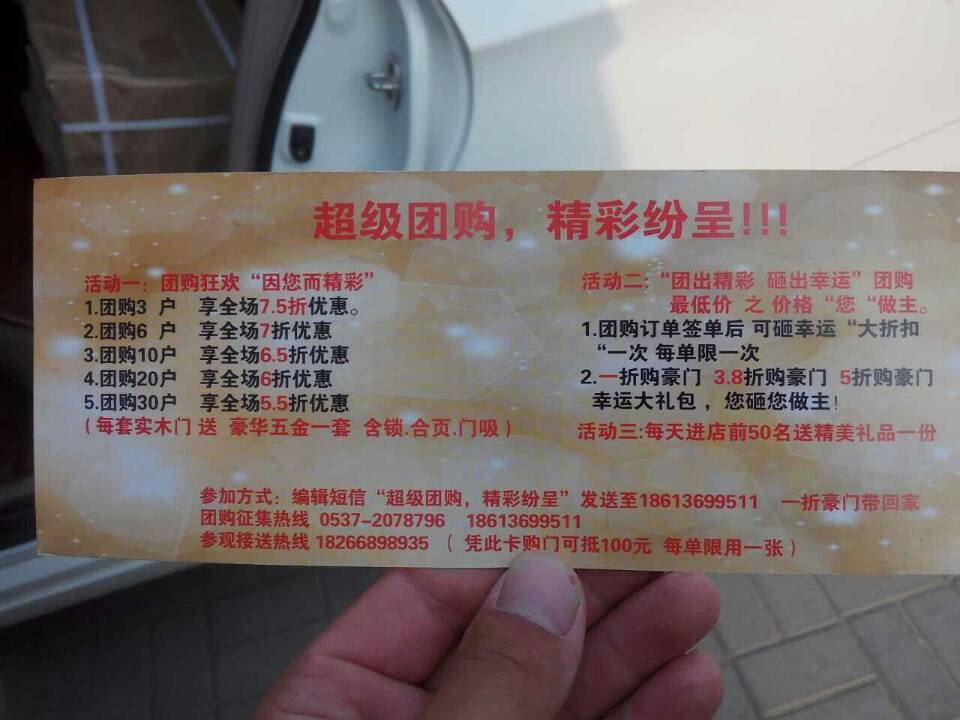 超级团购，精彩纷呈!!!
活动一：团购狂欢“因您而精彩”
1.团购3 户 享全场7.5折优惠。
2.团购6 户 享全场7折优惠
3.团购10户 享全场6.5折优惠
4.团购20户 享全场6折优惠
5.团购30户 享全场5.5折优惠
(每套实木门 送 豪华五金一套 含锁.合页.门吸)
活动二：“团出精彩 砸出幸运”团购
最低价 之 价格“您“做主。
1.团购订单签单后 可砸幸运“大折扣
“一次 每单限一次
2.一折购豪门 3.8折购豪门 5折购豪门
幸运大礼包，您砸您做主!
活动三:每天进店前50名送精美礼品一份
参加方式：编辑短信“超级团购，精彩纷呈”发送至18613699511 一折豪门带回家
团购征集热线 0537-2078796 18613699511
参观接送热线 18266898935 ( 凭此卡购门可抵100元 每单限用一张)